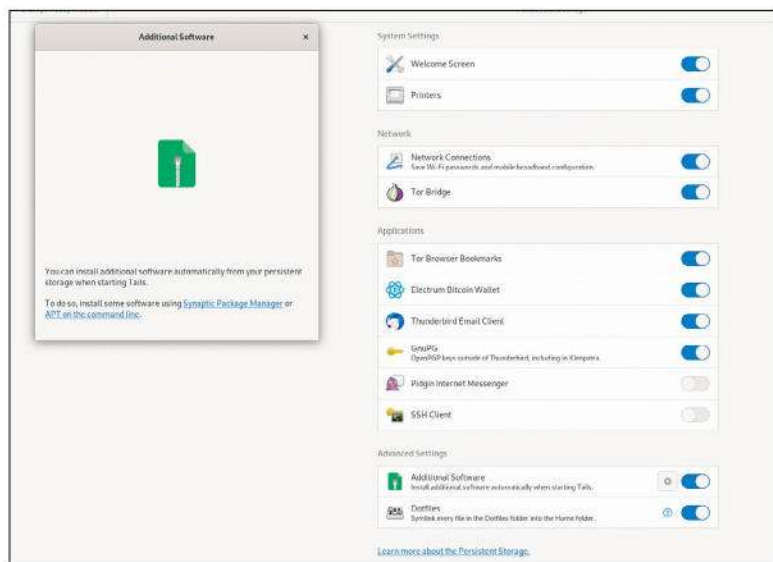 Additional Software
You can install additional software automatically from your persistent
storage when starting Tails.
To do so, install some software using Synaptic Package Manager or
APT on the command line.
System Settings
Welcome Screen
Printers
Network
Network Connections
Save Wi-Fi passwords and mobile broadband configuration.
Tor Bridge
Applications
Tor Browser Bookmarks
Electrum Bitcoin Wallet
Thunderbird Email Client
GnuPG
OpenPGP keys outside of Thunderbird, including in Kleopatra.
Pidgin Internet Messenger
SSH Client
Advanced Settings
Additional Software
Install additional software automatically when starting Tails.
Dotfiles
Symlink every file in the Dotfiles folder into the Home folder.
Learn more about the Persistent Storage.